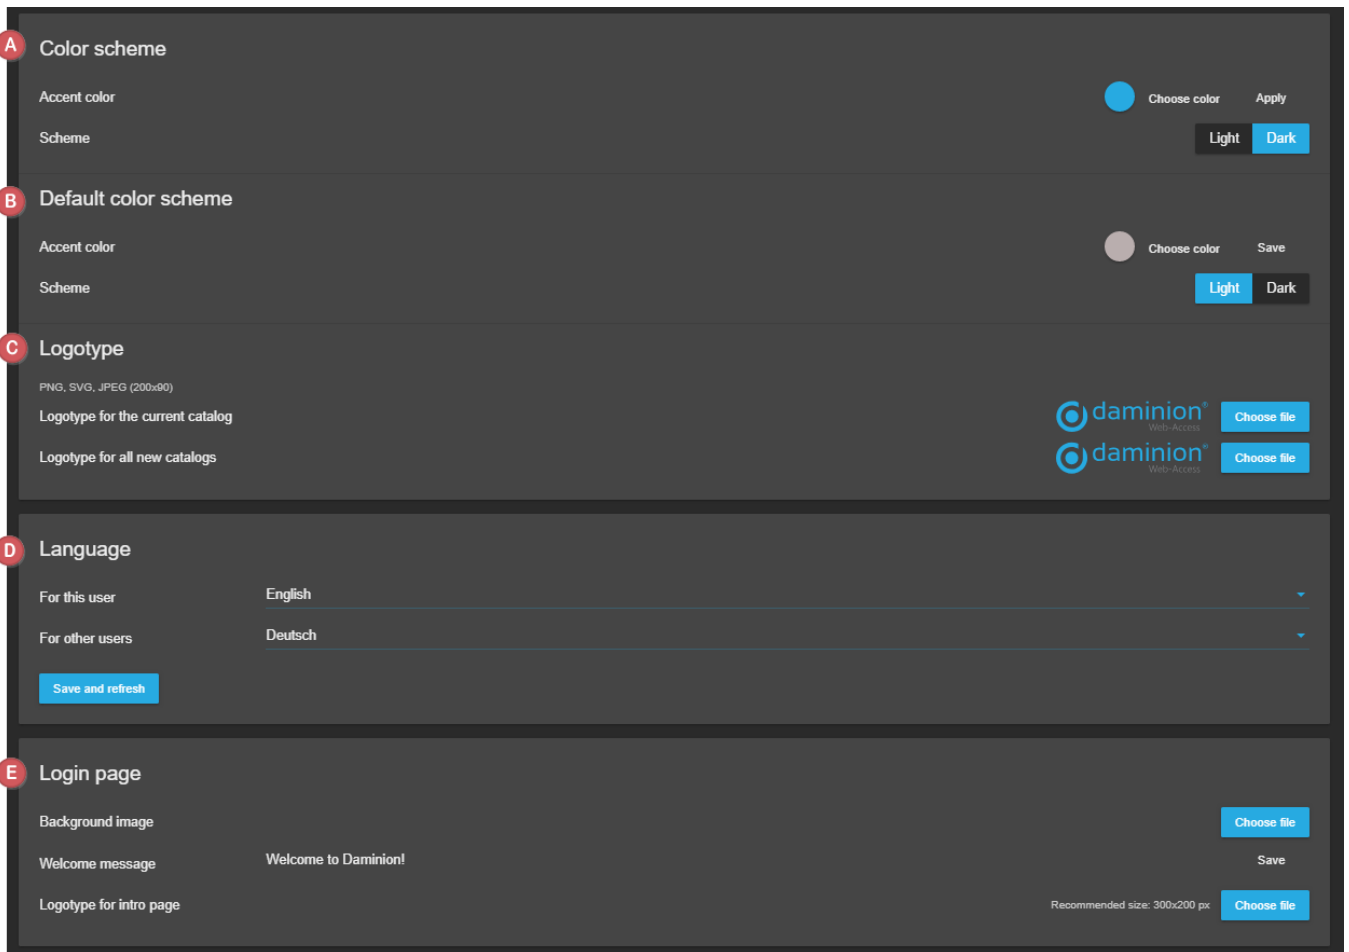 A
Color scheme
Accent color Choose color Apply
Scheme Light Dark
B
Default color scheme
Accent color Choose color Save
Scheme Light Dark
C
Logotype
PNG, SVG, JPEG (200x90)
Logotype for the current catalog daminion® Web-Access Choose file
Logotype for all new catalogs daminion® Web-Access Choose file
D
Language
For this user English
For other users Deutsch
Save and refresh
E
Login page
Background image Choose file
Welcome message Welcome to Daminion! Save
Logotype for intro page Recommended size: 300x200 px Choose file